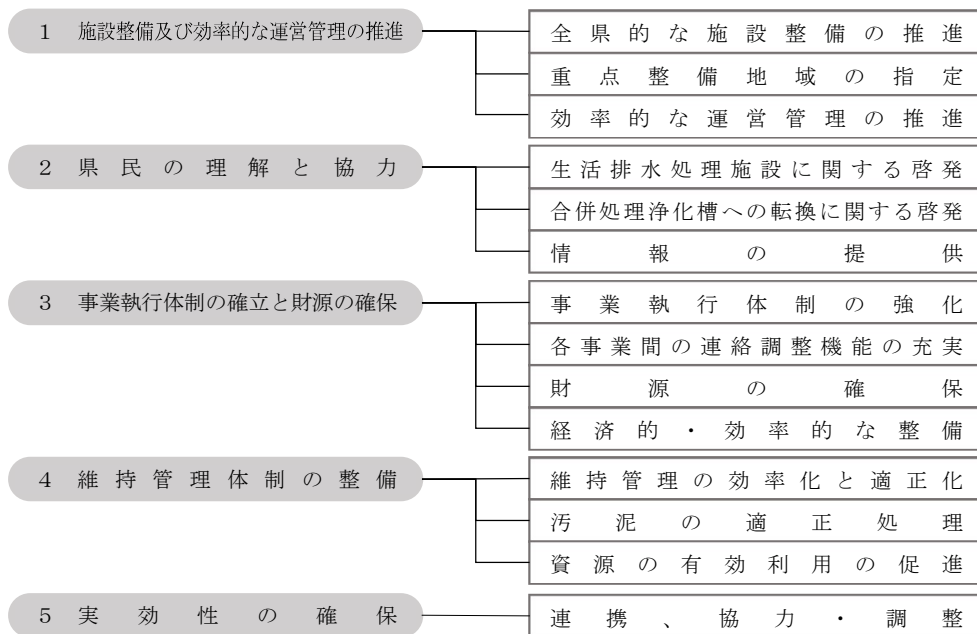 1 施設整備及び効率的な運営管理の推進
全県的な施設整備の推進
重点整備地域の指定
効率的な運営管理の推進
2 県民の理解と協力
生活排水処理施設に関する啓発
合併処理浄化槽への転換に関する啓発
情報の提供
3 事業執行体制の確立と財源の確保
事業執行体制の強化
各事業間の連絡調整機能の充実
財源の確保
経済的・効率的な整備
4 維持管理体制の整備
維持管理の効率化と適正化
汚泥の適正処理
資源の有効利用の促進
5 実効性の確保
連携、協力・調整